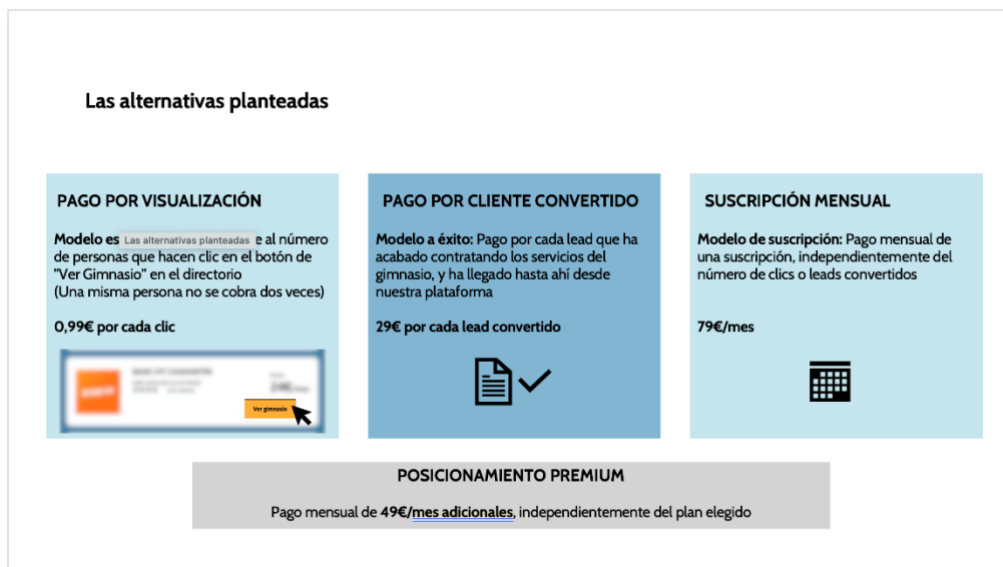 Las alternativas planteadas
PAGO POR VISUALIZACIÓN
Modelo es
Las alternativas planteadas
e al número
de personas que hacen clic en el botón de
"Ver Gimnasio" en el directorio
(Una misma persona no se cobra dos veces)
0,99€ por cada clic
Ver gimnasio
PAGO POR CLIENTE CONVERTIDO
Modelo a éxito: Pago por cada lead que ha
acabado contratando los servicios del
gimnasio, y ha llegado hasta ahí desde
nuestra plataforma
29€ por cada lead convertido
SUSCRIPCIÓN MENSUAL
Modelo de suscripción: Pago mensual de
una suscripción, independientemente del
número de clics o leads convertidos
79€/mes
POSICIONAMIENTO PREMIUM
Pago mensual de 49€/mes adicionales, independientemente del plan elegido